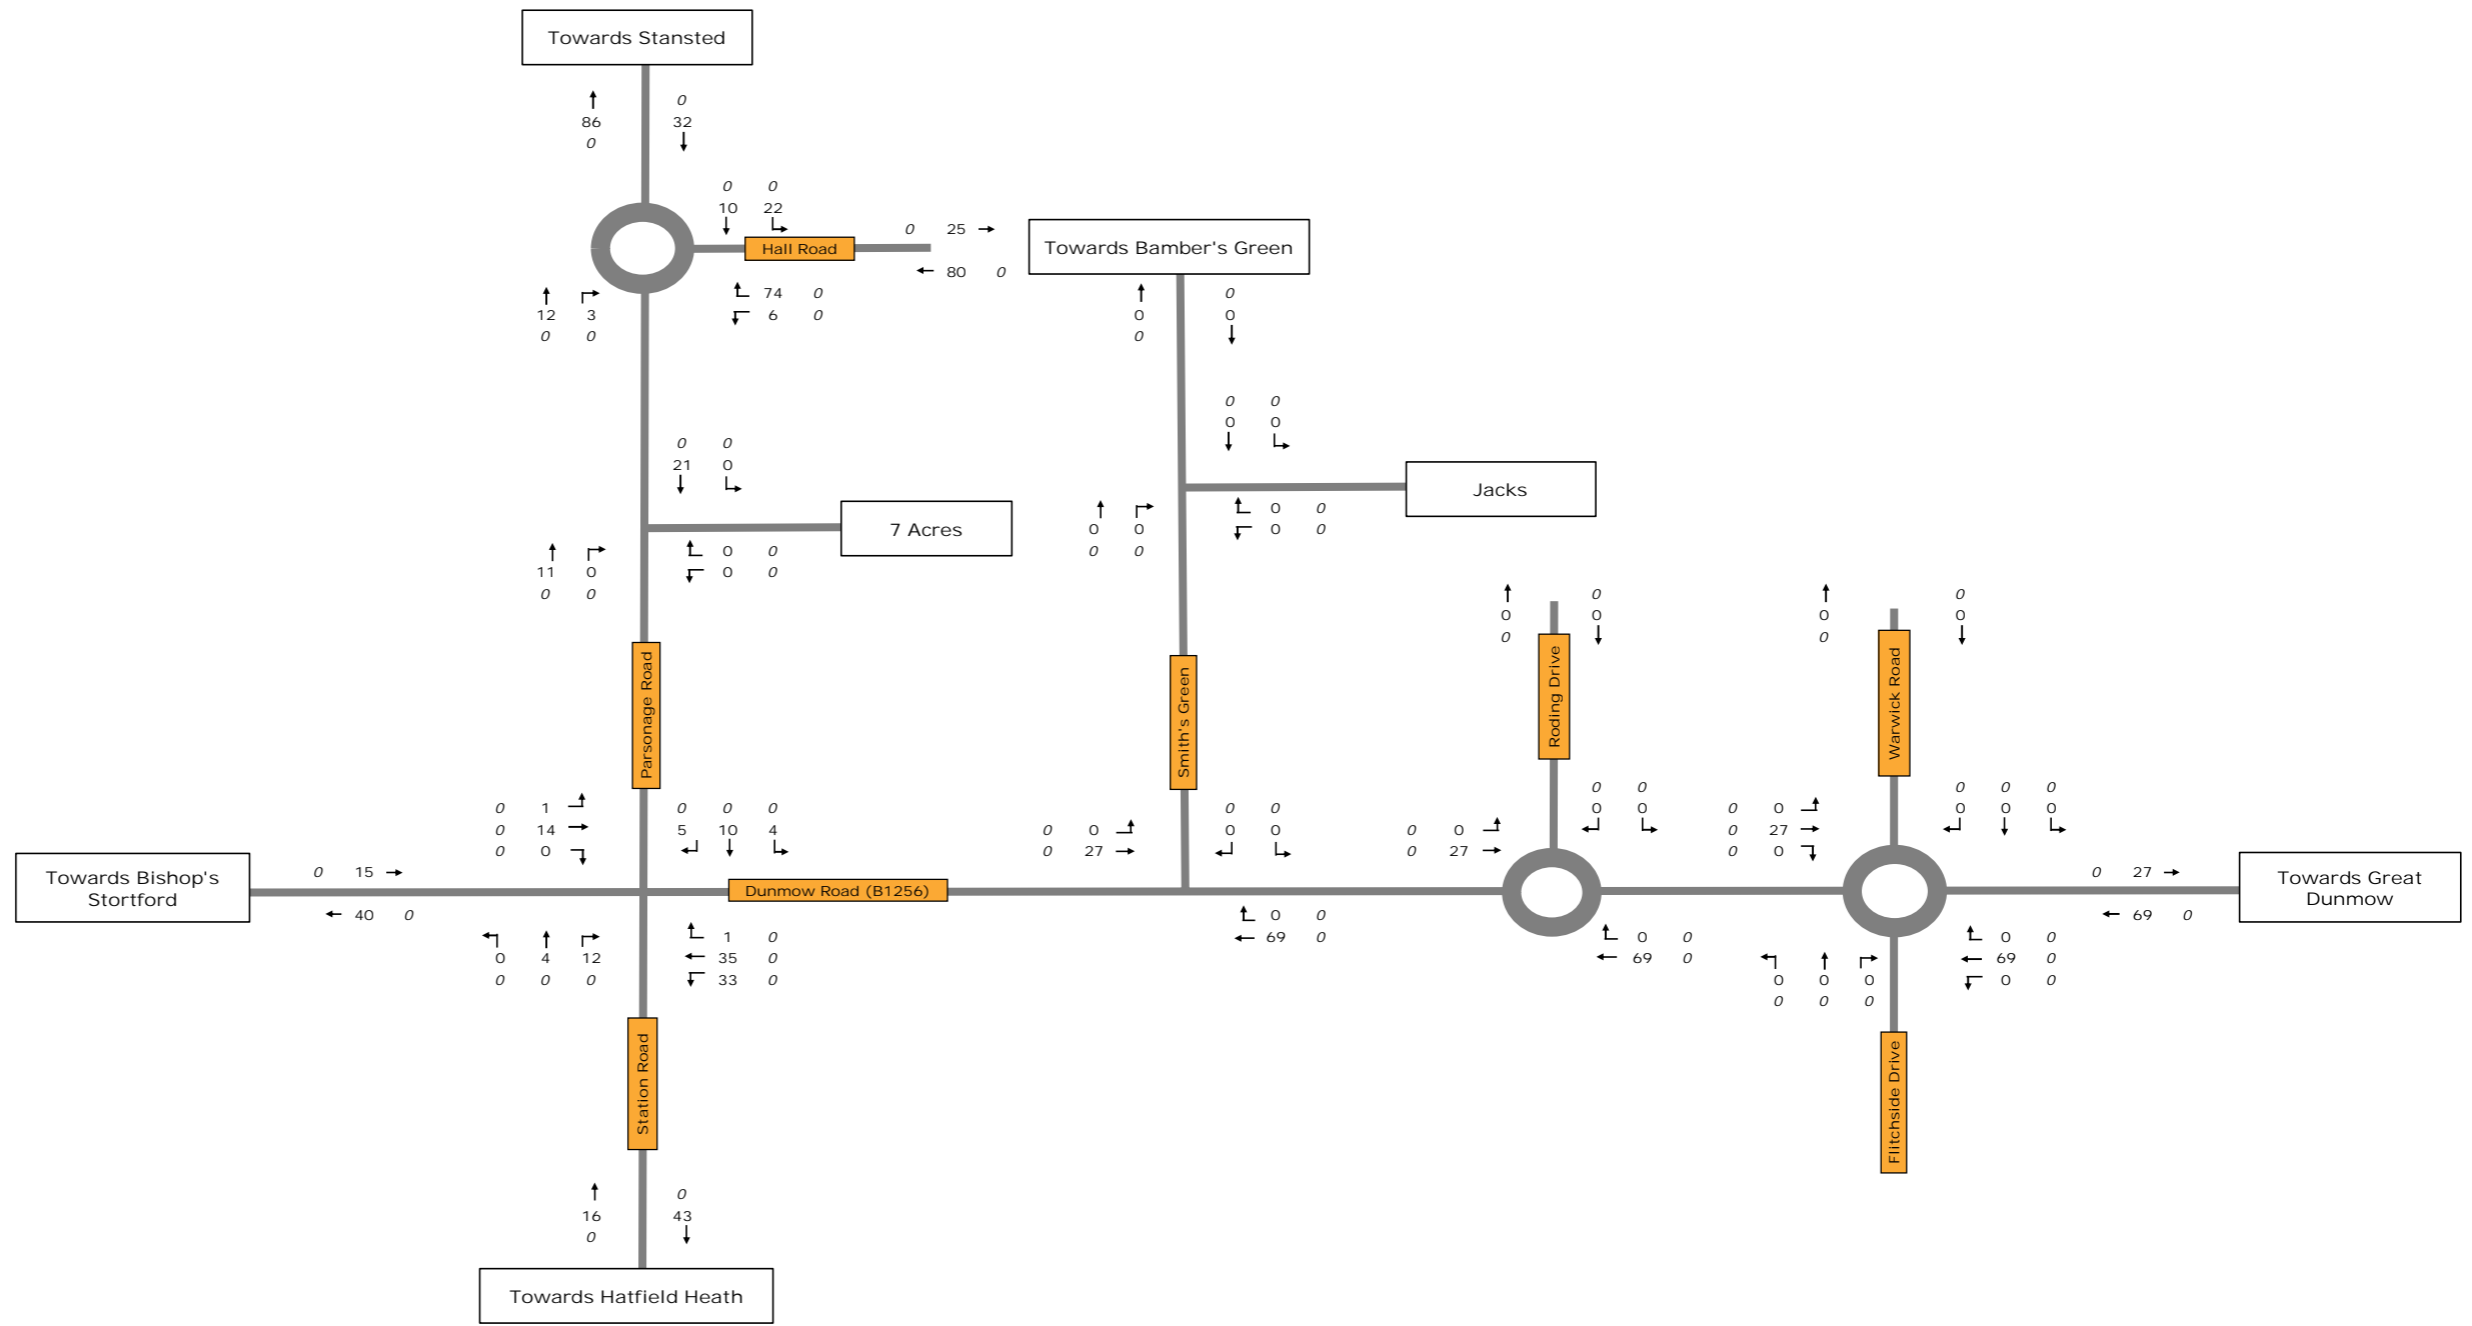 Towards Stansted
0
86 32
0
0 0
10 22
0 25
Hall Road
Towards Bamber's Green
80 0
74 0
12 3 6 0
0 0
0
0 0
0
0 0
0 0
0 0
21 0
Jacks
7 Acres
0 0
0 0 0 0
0 0
0 0
11 0 0 0
0 0
0 0
0 0
0 0
Parsonage Road
Smith's Green
Roding Drive
Warwick Road
0 1
0 14
0 0
0 0 0
5 10 4
0 0
0 27
0 0
0 0
0 0
0 27
0 0
0 0
0 0
0 27
0 0
0 0 0
0 0 0
Towards Bishop's
Stortford
0 15
40 0
Dunmow Road (B1256)
0 27
69 0
Towards Great
Dunmow
0 4 12
0 0 0
1 0
35 0
33 0
0 0
69 0
0 0
69 0
0 0 0
0 0 0
0 0
69 0
0 0
Station Road
Flitchside Drive
0
16 43
0
Towards Hatfield Heath